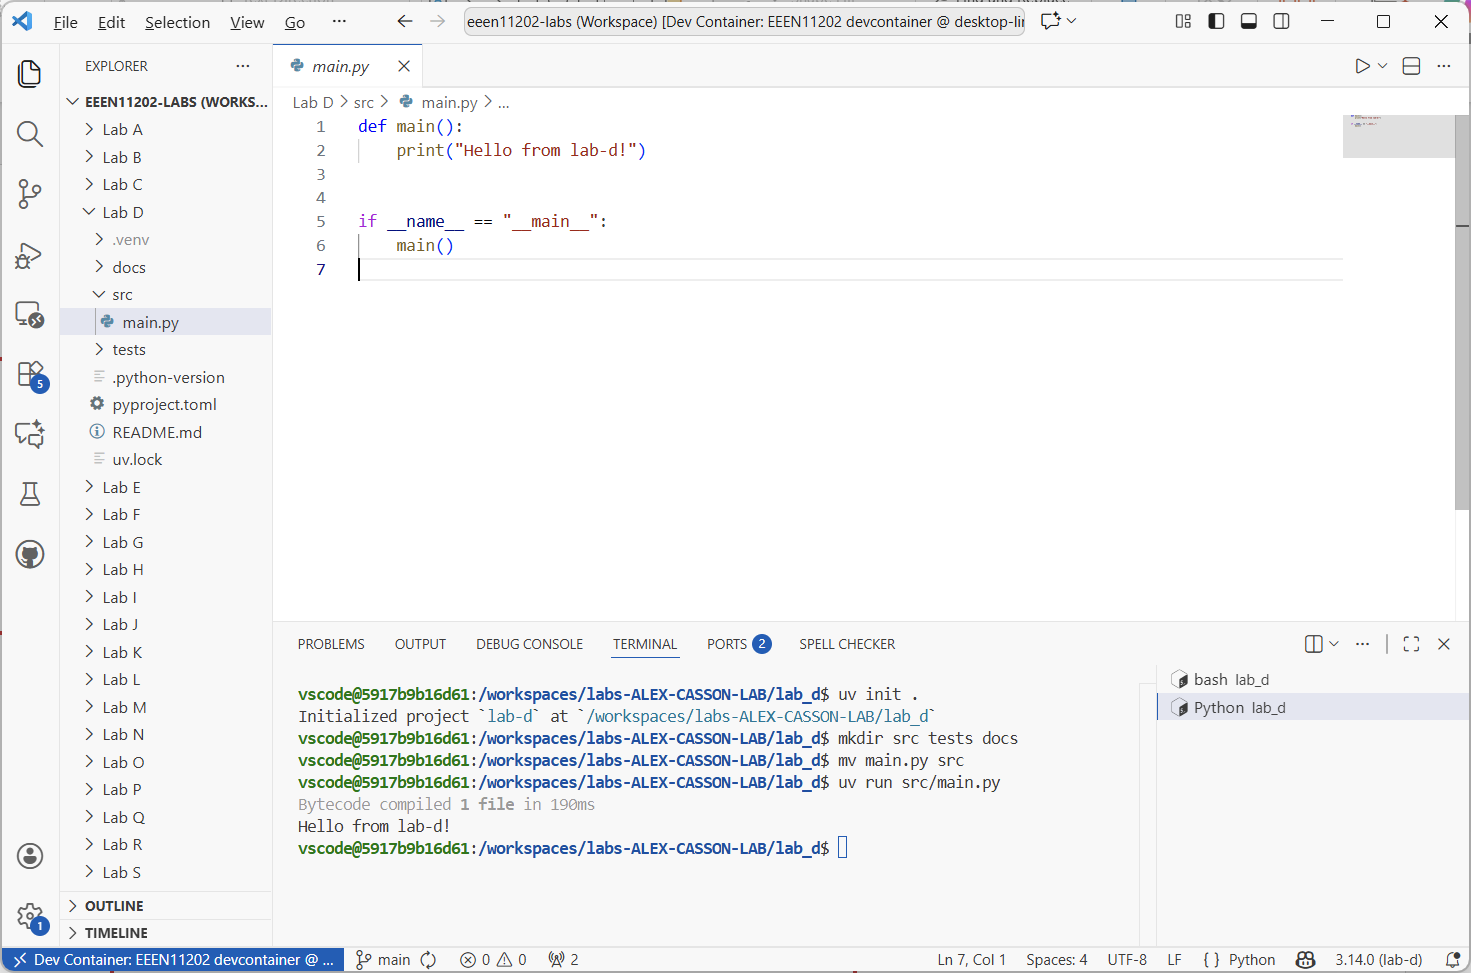 File Edit Selection View Go ···
eeen11202-labs (Workspace) [Dev Container: EEEN11202 devcontainer @ desktop-lir
EXPLORER
EEEN11202-LABS (WORKS...
Lab A
Lab B
Lab C
Lab D
.venv
docs
src
main.py
tests
.python-version
pyproject.toml
README.md
uv.lock
Lab E
Lab F
Lab G
Lab H
Lab I
Lab J
Lab K
Lab L
Lab M
Lab N
Lab O
Lab P
Lab Q
Lab R
Lab S
OUTLINE
TIMELINE
5
1
main.py
Lab D > src > main.py > ...
1 def main():
2 print("Hello from lab-d!")
3
4
5 if __name__ == "__main__":
6 main()
7
PROBLEMS OUTPUT DEBUG CONSOLE TERMINAL PORTS 2 SPELL CHECKER
vscode@5917b9b16d61:/workspaces/labs-ALEX-CASSON-LAB/lab_d$ uv init .
Initialized project `lab-d` at `/workspaces/labs-ALEX-CASSON-LAB/lab_d`
vscode@5917b9b16d61:/workspaces/labs-ALEX-CASSON-LAB/lab_d$ mkdir src tests docs
vscode@5917b9b16d61:/workspaces/labs-ALEX-CASSON-LAB/lab_d$ mv main.py src
vscode@5917b9b16d61:/workspaces/labs-ALEX-CASSON-LAB/lab_d$ uv run src/main.py
Bytecode compiled 1 file in 190ms
Hello from lab-d!
vscode@5917b9b16d61:/workspaces/labs-ALEX-CASSON-LAB/lab_d$
bash lab_d
Python lab_d
Dev Container: EEEN11202 devcontainer @ ... main 0 0 2 Ln 7, Col 1 Spaces: 4 UTF-8 LF { } Python 3.14.0 (lab-d)